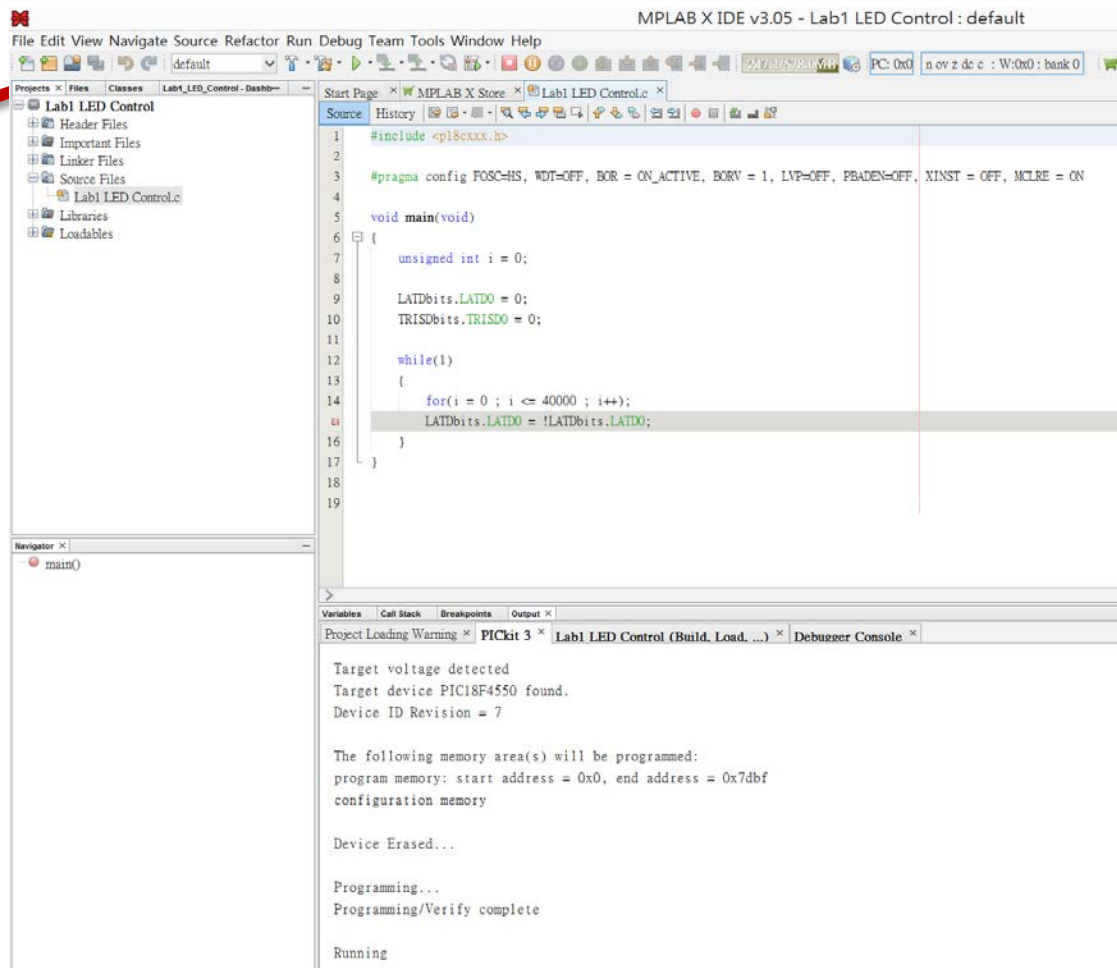 MPLAB X IDE v3.05 - Lab1 LED Control : default
File Edit View Navigate Source Refactor Run Debug Team Tools Window Help
default
PC: 0x0
n ov z dc c : W:0x0 : bank 0
Projects Files Classes Lab1_LED_Control - Dashb...
Lab1 LED Control
Header Files
Important Files
Linker Files
Source Files
Lab1 LED Control.c
Libraries
Loadables
Start Page MPLAB X Store Lab1 LED Control.c
Source History
1 #include <p18cxxx.h>
2
3 #pragma config FOSC=HS, WDT=OFF, BOR = ON_ACTIVE, BORV = 1, LVP=OFF, PBADEN=OFF, XINST = OFF, MCLRE = ON
4
5 void main(void)
6 {
7 unsigned int i = 0;
8
9 LATDbits.LATD0 = 0;
10 TRISDbits.TRISD0 = 0;
11
12 while(1)
13 {
14 for(i = 0 ; i <= 40000 ; i++);
LATDbits.LATD0 = !LATDbits.LATD0;
16 }
17 }
18
19
Navigator
main()
Variables Call Stack Breakpoints Output
Project Loading Warning PICkit 3 Lab1 LED Control (Build, Load, ...) Debugger Console
Target voltage detected
Target device PIC18F4550 found.
Device ID Revision = 7
The following memory area(s) will be programmed:
program memory: start address = 0x0, end address = 0x7dbf
configuration memory
Device Erased...
Programming...
Programming/Verify complete
Running